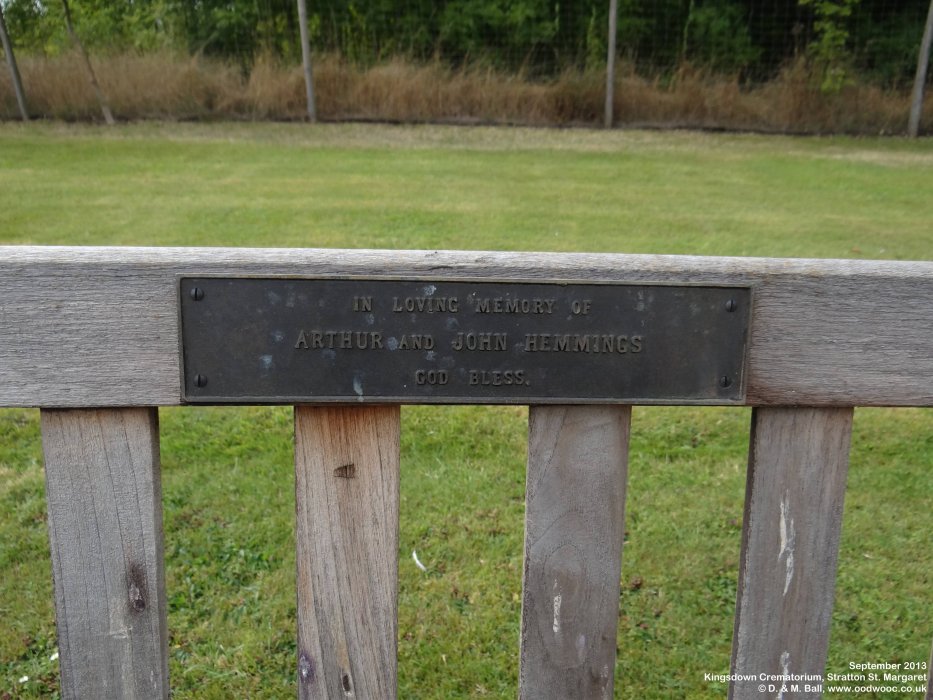 IN LOVING MEMORY OF
ARTHUR AND JOHN HEMMINGS
GOD BLESS.
September 2013
Kingsdown Crematorium, Stratton St. Margaret
© D. & M. Ball, www.oodwooc.co.uk